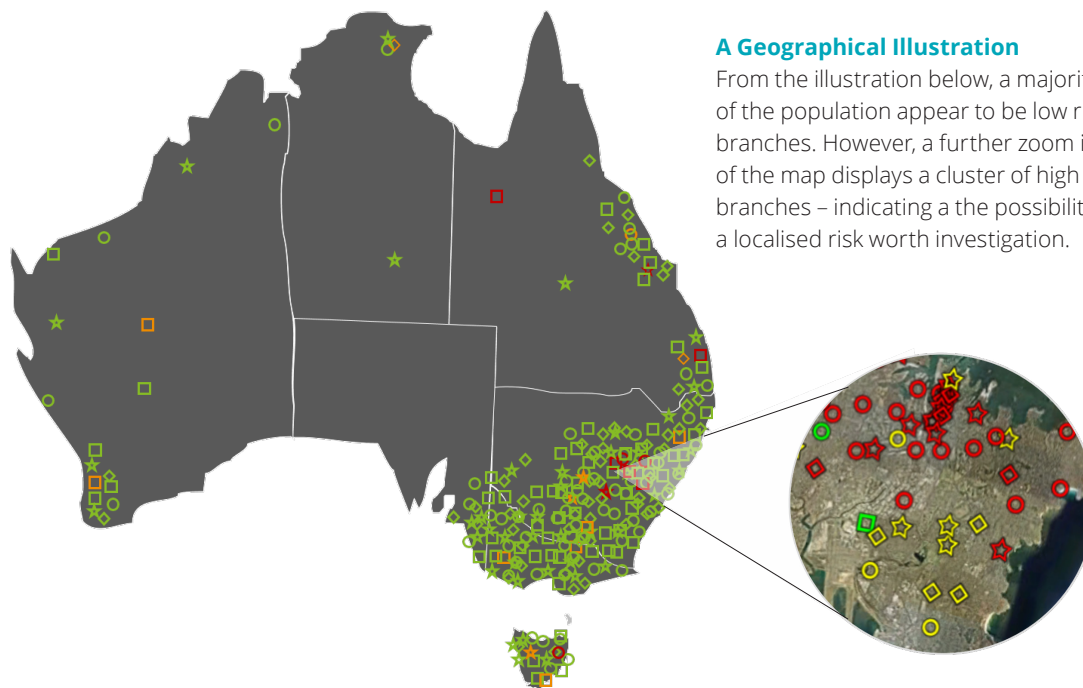 A Geographical Illustration
From the illustration below, a majorit
of the population appear to be low r
branches. However, a further zoom i
of the map displays a cluster of high
branches – indicating a the possibilit
a localised risk worth investigation.